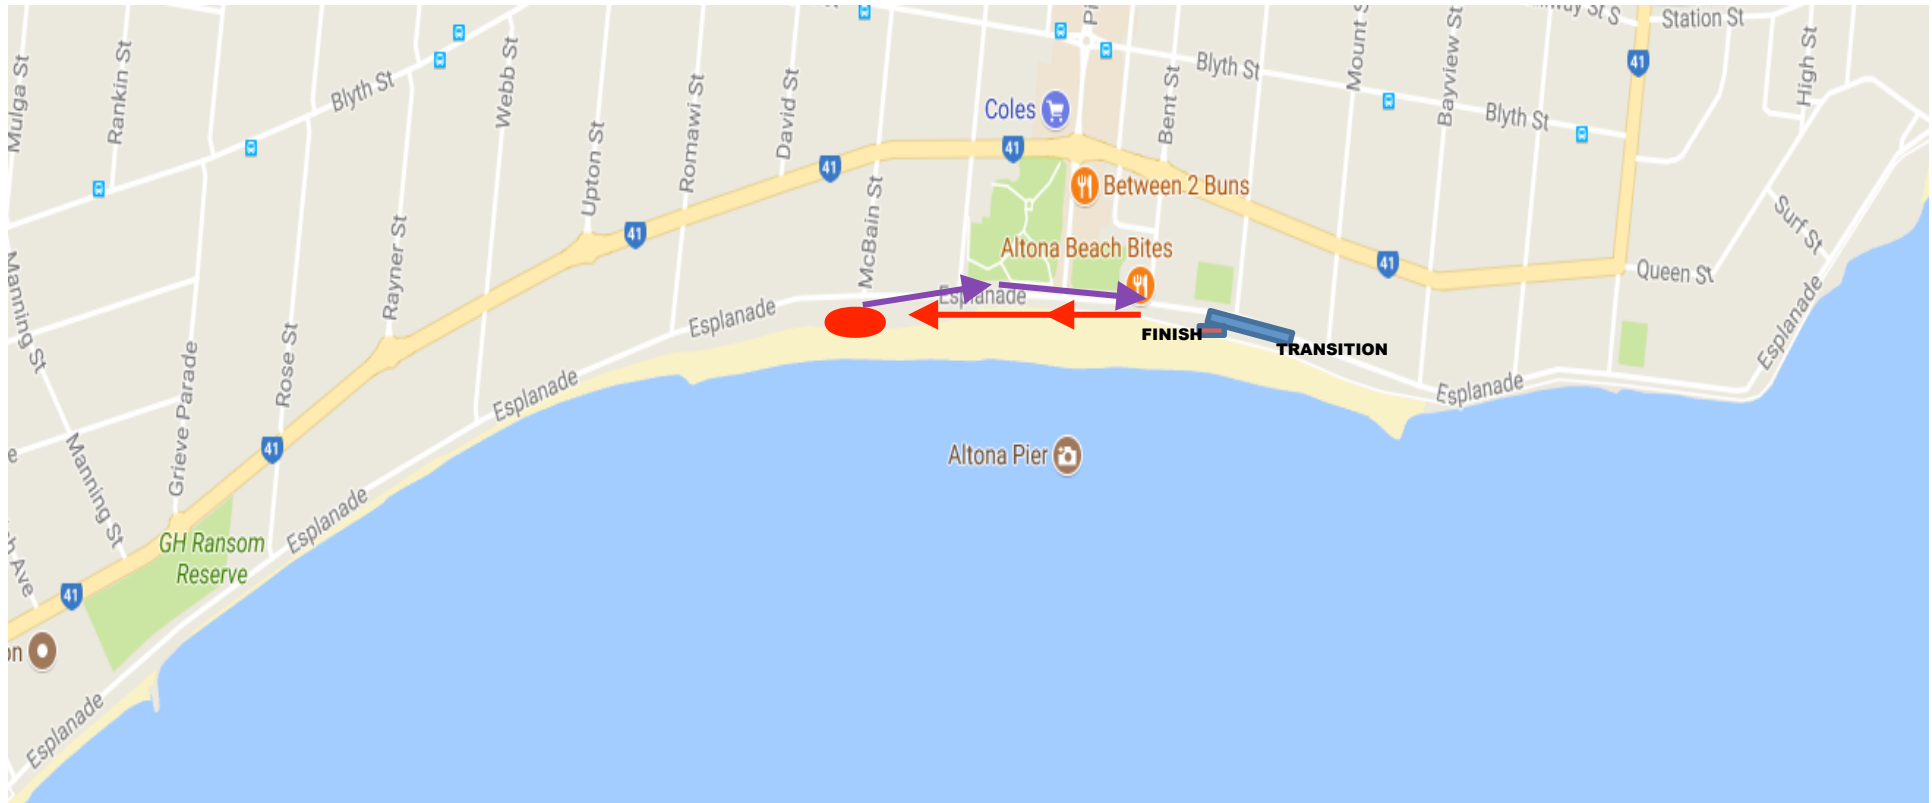 Station St
High St
Mulga St
Rankin St
Blyth St
Webb St
Upton St
Romawi St
David St
Coles
41
Bent St
Blyth St
Mount S
Bayview St
Blyth St
41
41
41
Between 2 Buns
McBain St
Altona Beach Bites
Surf St
Queen St
41
Manning St
Rayner St
41
Esplanade
Esplanade
FINISH
TRANSITION
Esplanade
Esplanade
Esplanade
Rose St
Grieve Parade
Manning St
41
Altona Pier
Esplanade
GH Ransom
Reserve
41
Esplanade